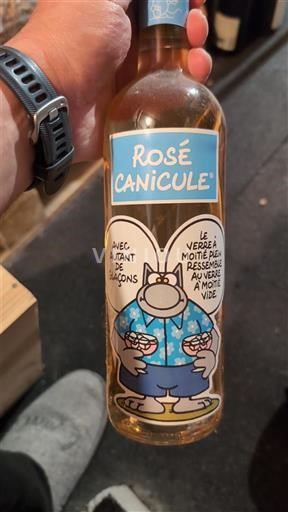 ROSÉ
CANICULE®
AVEC
AUTANT
DE
GLAÇONS
LE
VERRE À
MOITIÉ PLEIN
RESSEMBLE
AU VERRE
À MOITIÉ
VIDE.